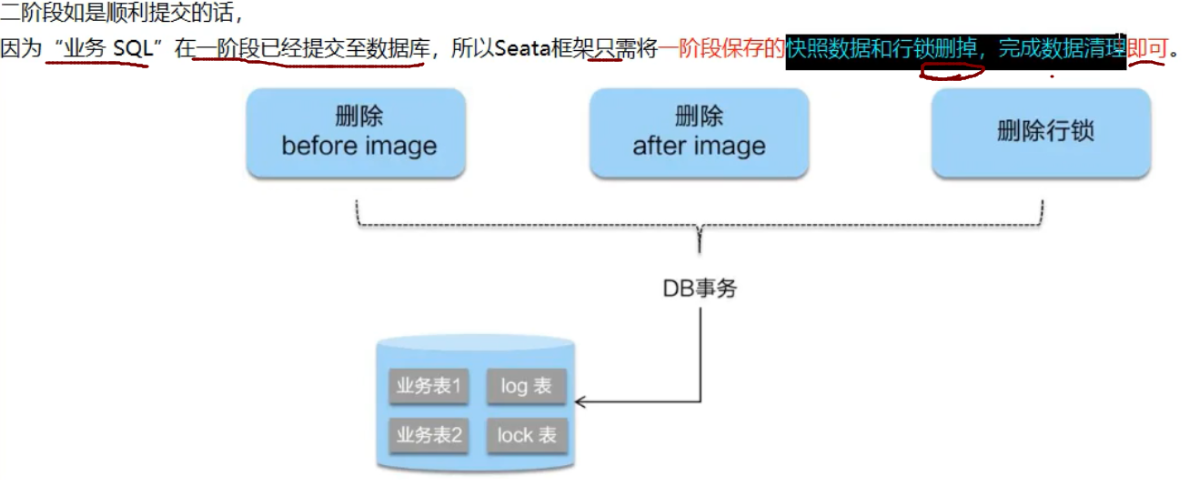 二阶段如是顺利提交的话，
因为“业务 SQL”在一阶段已经提交至数据库，所以Seata框架只需将一阶段保存的快照数据和行锁删掉，完成数据清理即可。
删除
before image
删除
after image
删除行锁
DB事务
业务表1
log 表
业务表2
lock 表